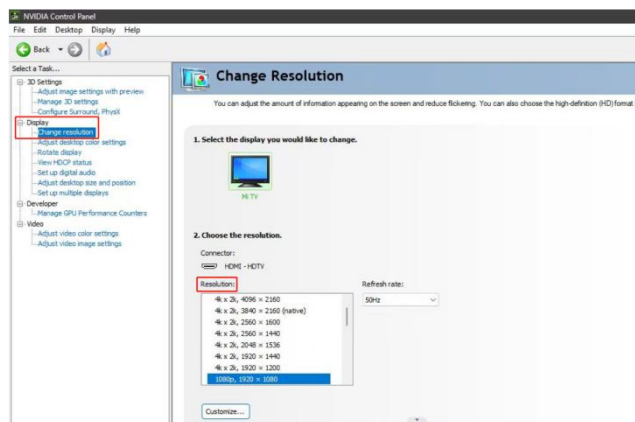 NVIDIA Control Panel
File Edit Desktop Display Help
Back
Select a Task...
3D Settings
Adjust image settings with preview
Manage 3D settings
Configure Surround, PhysX
Display
Change resolution
Adjust desktop color settings
Rotate display
View HDCP status
Set up digital audio
Adjust desktop size and position
Set up multiple displays
Developer
Manage GPU Performance Counters
Video
Adjust video color settings
Adjust video image settings
Change Resolution
You can adjust the amount of information appearing on the screen and reduce flickering. You can also choose the high-definition (HD) format
1. Select the display you would like to change.
Mi TV
2. Choose the resolution.
Connector:
HDMI - HDTV
Resolution:
Refresh rate:
4k x 2k, 4096 × 2160
50Hz
4k x 2k, 3840 × 2160 (native)
4k x 2k, 2560 × 1600
4k x 2k, 2560 × 1440
4k x 2k, 2048 × 1536
4k x 2k, 1920 × 1440
4k x 2k, 1920 × 1200
1080p, 1920 × 1080
Customize...